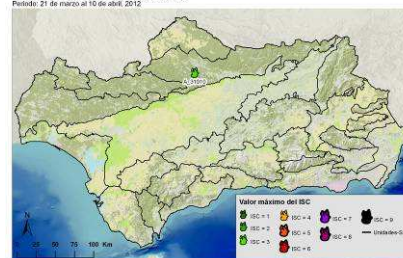 Periodo: 21 de marzo al 10 de abril, 2012
Valor máximo del ISC
ISC = 1
ISC = 4
ISC = 7
ISC = 9
ISC = 2
ISC = 5
ISC = 8
ISC = 3
ISC = 6
N
0 25 50 75 100 Km